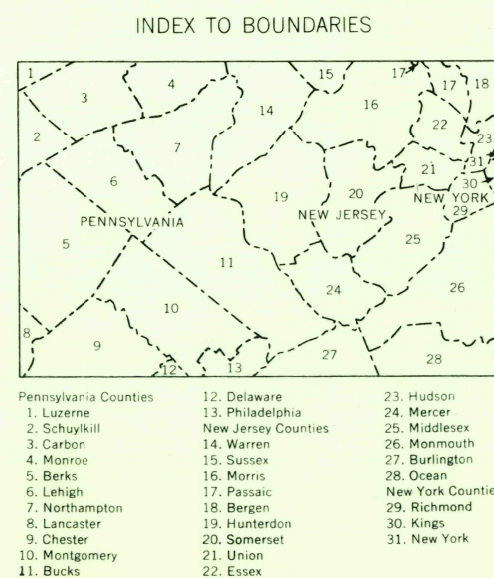 INDEX TO BOUNDARIES
1
3
4
15
17
17
18
14
16
22
2
7
23
21
31
6
30
19
20
NEW YORK
PENNSYLVANIA
NEW JERSEY
29
5
25
11
24
26
10
8
9
12
13
27
28
Pennsylvania Counties
1. Luzerne
2. Schuylkill
3. Carbon
4. Monroe
5. Berks
6. Lehigh
7. Northampton
8. Lancaster
9. Chester
10. Montgomery
11. Bucks
12. Delaware
13. Philadelphia
New Jersey Counties
14. Warren
15. Sussex
16. Morris
17. Passaic
18. Bergen
19. Hunterdon
20. Somerset
21. Union
22. Essex
23. Hudson
24. Mercer
25. Middlesex
26. Monmouth
27. Burlington
28. Ocean
New York Countie
29. Richmond
30. Kings
31. New York